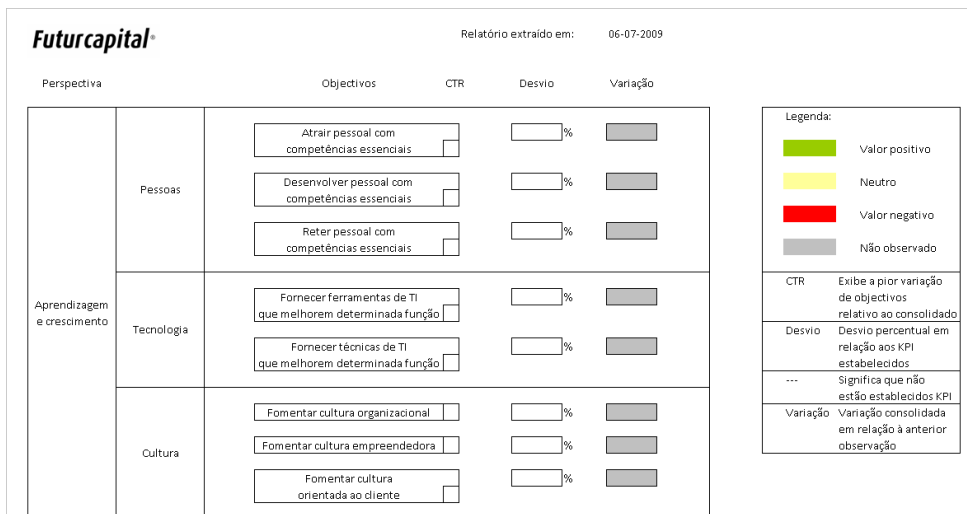 Futurcapital®
Relatório extraído em: 06-07-2009
Perspectiva Objectivos CTR Desvio Variação
Aprendizagem
e crescimento
Pessoas
Atrair pessoal com
competências essenciais
%
Desenvolver pessoal com
competências essenciais
%
Reter pessoal com
competências essenciais
%
Tecnologia
Fornecer ferramentas de TI
que melhorem determinada função
%
Fornecer técnicas de TI
que melhorem determinada função
%
Cultura
Fomentar cultura organizacional
%
Fomentar cultura empreendedora
%
Fomentar cultura
orientada ao cliente
%
Legenda:
Valor positivo
Neutro
Valor negativo
Não observado
CTR Exibe a pior variação
de objectivos
relativo ao consolidado
Desvio Desvio percentual em
relação aos KPI
estabelecidos
--- Significa que não
estão establecidos KPI
Variação Variação consolidada
em relação à anterior
observação